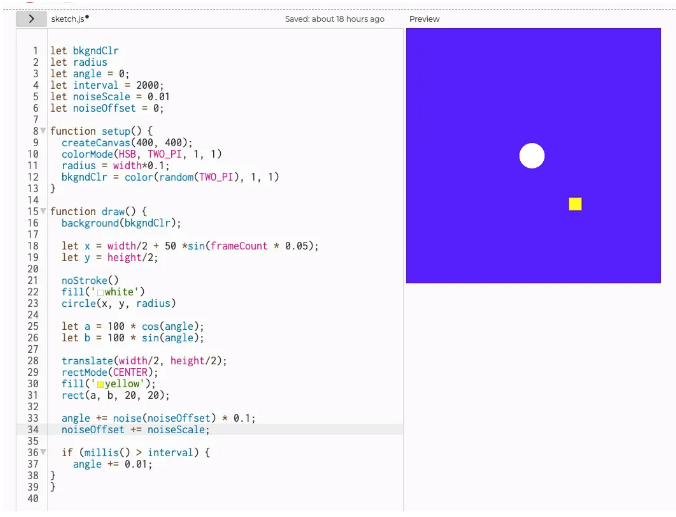 sketch.js• Saved: about 18 hours ago Preview
1 let bkgndClr
2 let radius
3 let angle = 0;
4 let interval = 2000;
5 let noiseScale = 0.01
6 let noiseOffset = 0;
7
8 function setup() {
9 createCanvas(400, 400);
10 colorMode(HSB, TWO_PI, 1, 1)
11 radius = width*0.1;
12 bkgndClr = color(random(TWO_PI), 1, 1)
13 }
14
15 function draw() {
16 background(bkgndClr);
17
18 let x = width/2 + 50 *sin(frameCount * 0.05);
19 let y = height/2;
20
21 noStroke()
22 fill('white')
23 circle(x, y, radius)
24
25 let a = 100 * cos(angle);
26 let b = 100 * sin(angle);
27
28 translate(width/2, height/2);
29 rectMode(CENTER);
30 fill('yellow');
31 rect(a, b, 20, 20);
32
33 angle += noise(noiseOffset) * 0.1;
34 noiseOffset += noiseScale;
35
36 if (millis() > interval) {
37 angle += 0.01;
38 }
39 }
40